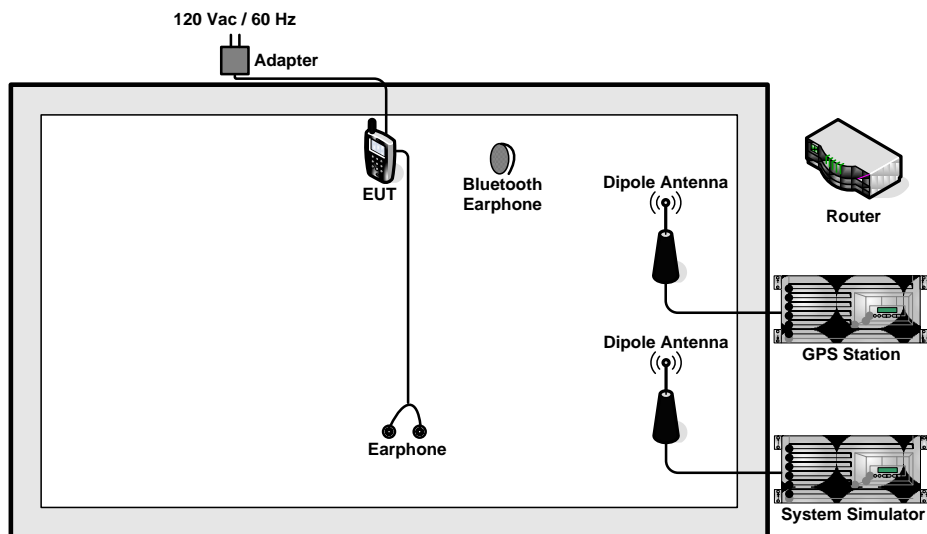 120 Vac / 60 Hz
Adapter
EUT
Bluetooth
Earphone
Dipole Antenna
Router
GPS Station
Dipole Antenna
Earphone
System Simulator